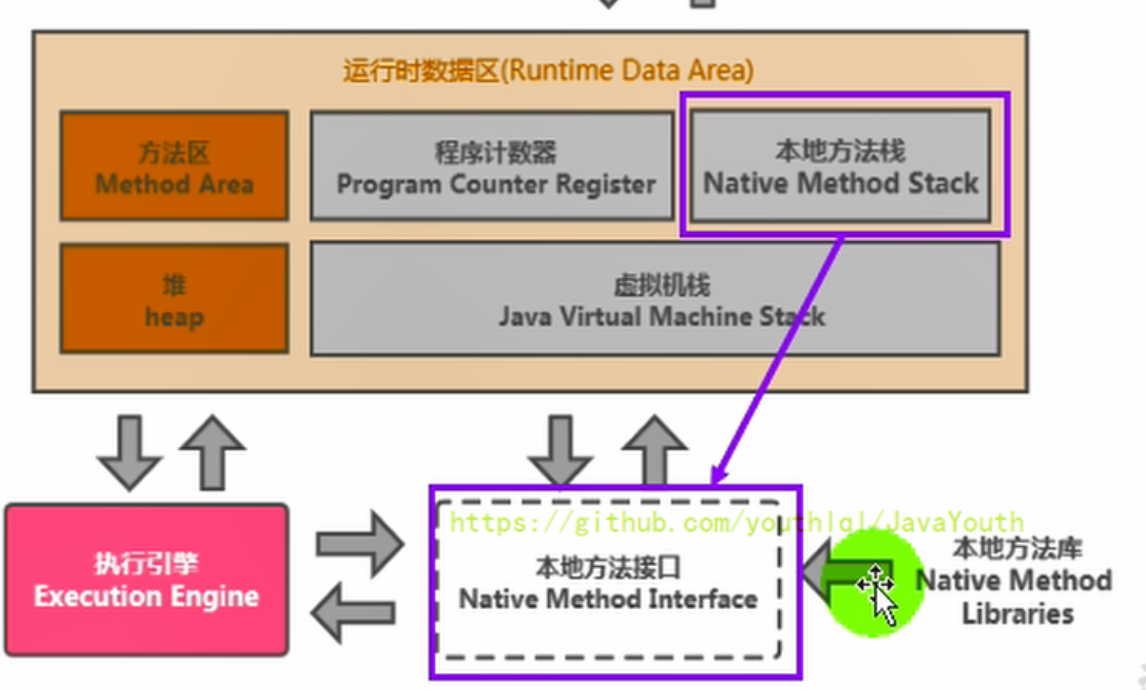 运行时数据区(Runtime Data Area)
方法区
Method Area
程序计数器
Program Counter Register
本地方法栈
Native Method Stack
堆
heap
虚拟机栈
Java Virtual Machine Stack
执行引擎
Execution Engine
https://github.com/youthlql/JavaYouth
本地方法接口
Native Method Interface
本地方法库
Native Method
Libraries